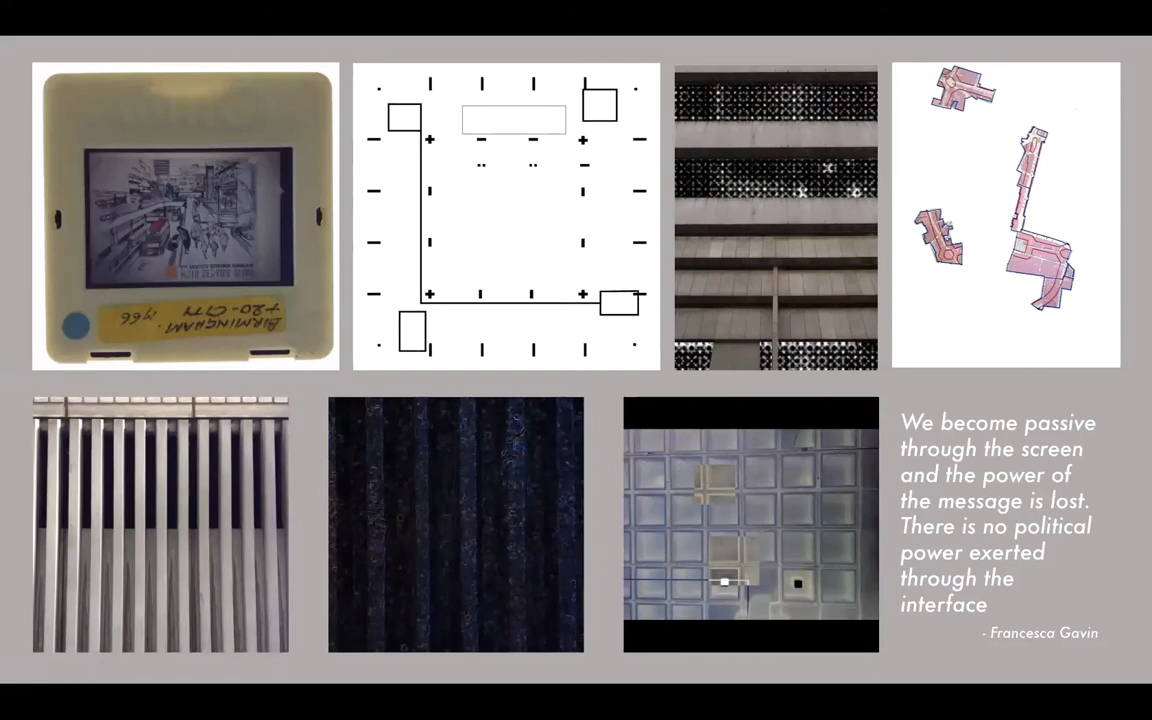 BIRMINGHAM. 1966
CITY
We become passive
through the screen
and the power of
the message is lost.
There is no political
power exerted
through the
interface
- Francesca Gavin